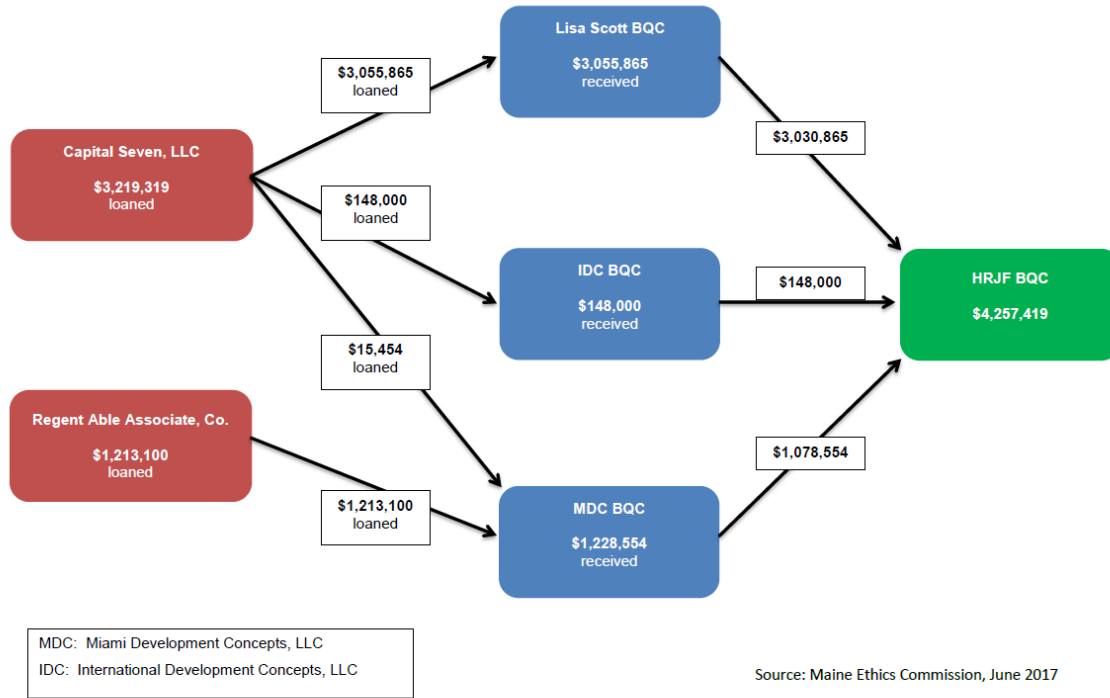 Lisa Scott BQC
$3,055,865
received
$3,055,865
loaned
$3,030,865
Capital Seven, LLC
$3,219,319
loaned
$148,000
loaned
IDC BQC
$148,000
received
$148,000
HRJF BQC
$4,257,419
$15,454
loaned
Regent Able Associate, Co.
$1,213,100
loaned
$1,078,554
$1,213,100
loaned
MDC BQC
$1,228,554
received
MDC:  Miami Development Concepts, LLC
IDC:  International Development Concepts, LLC
Source: Maine Ethics Commission, June 2017